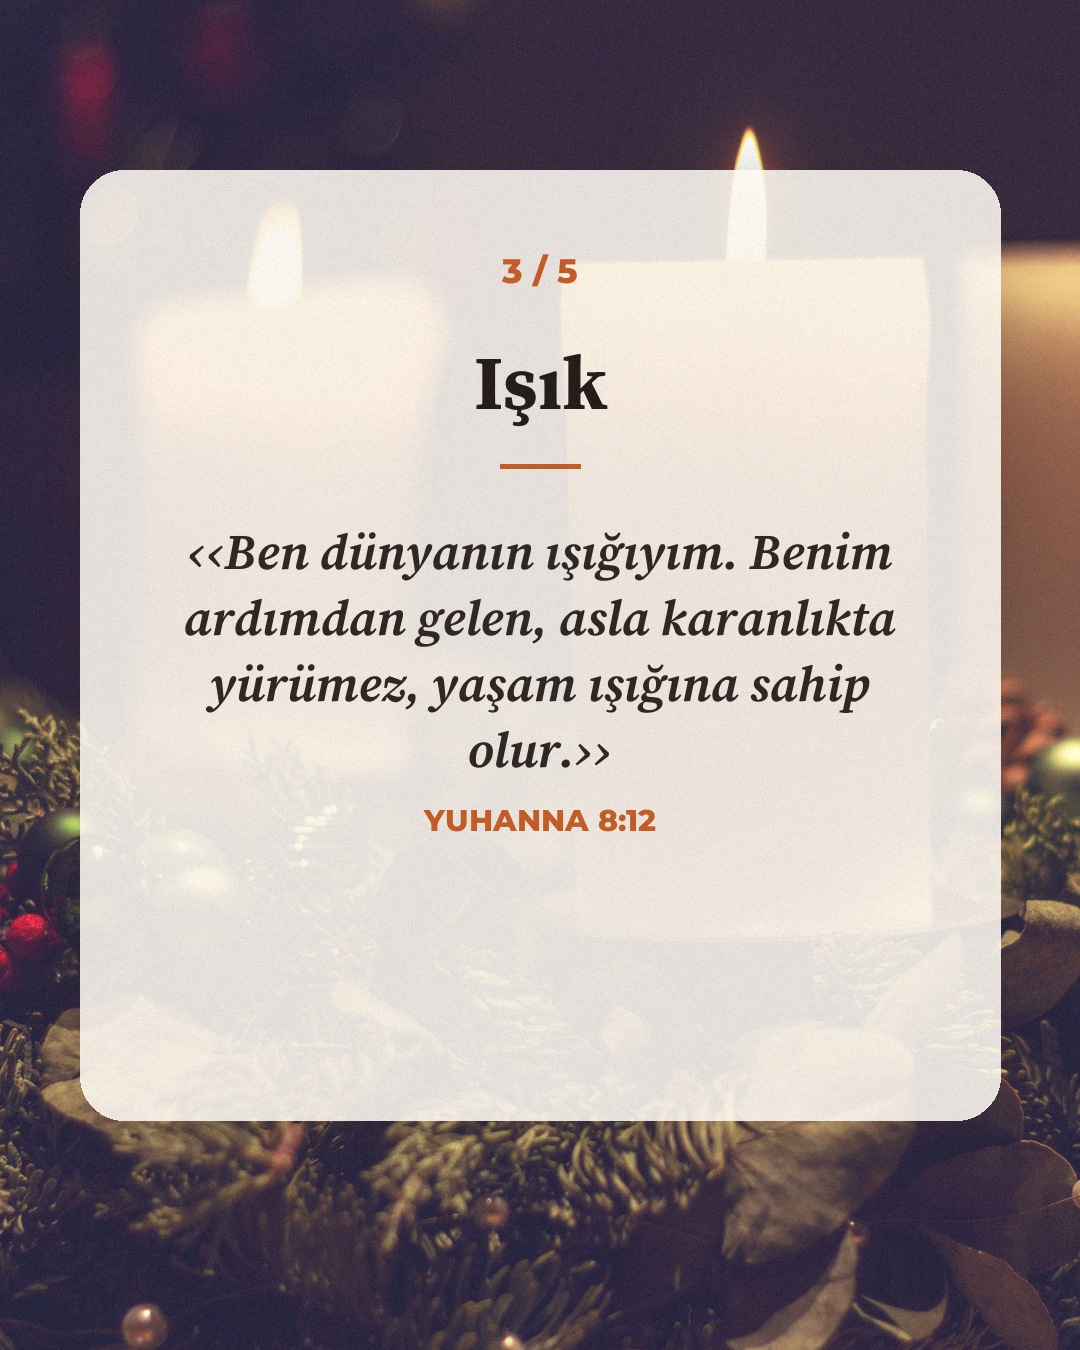 3 / 5
Işık
‹‹Ben dünyanın ışığıyım. Benim
ardımdan gelen, asla karanlıkta
yürümez, yaşam ışığına sahip
olur.››
YUHANNA 8:12